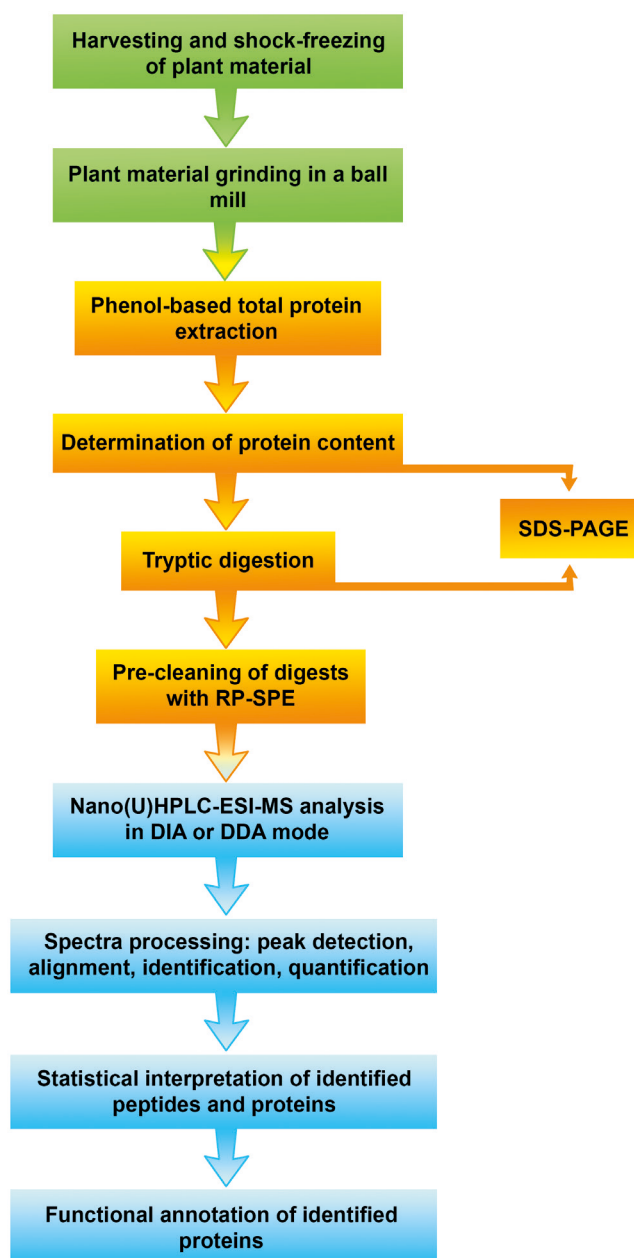 Harvesting and shock-freezing
of plant material
Plant material grinding in a ball
mill
Phenol-based total protein
extraction
Determination of protein content
SDS-PAGE
Tryptic digestion
Pre-cleaning of digests
with RP-SPE
Nano(U)HPLC-ESI-MS analysis
in DIA or DDA mode
Spectra processing: peak detection,
alignment, identification, quantification
Statistical interpretation of identified
peptides and proteins
Functional annotation of identified
proteins